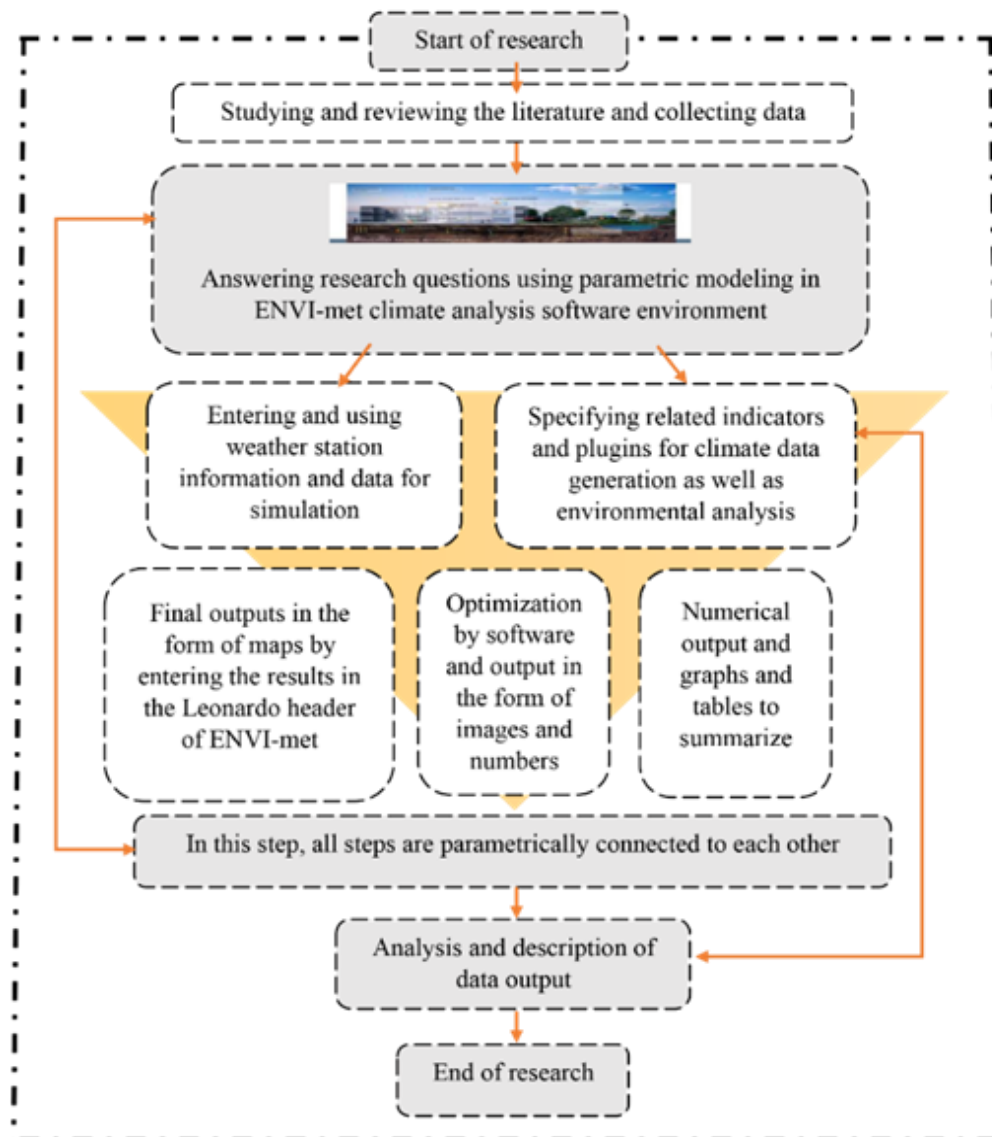 Start of research
Studying and reviewing the literature and collecting data
Answering research questions using parametric modeling in
ENVI-met climate analysis software environment
Entering and using
weather station
information and data for
simulation
Specifying related indicators
and plugins for climate data
generation as well as
environmental analysis
Final outputs in the
form of maps by
entering the results in
the Leonardo header
of ENVI-met
Optimization
by software
and output in
the form of
images and
numbers
Numerical
output and
graphs and
tables to
summarize
In this step, all steps are parametrically connected to each other
Analysis and description of
data output
End of research